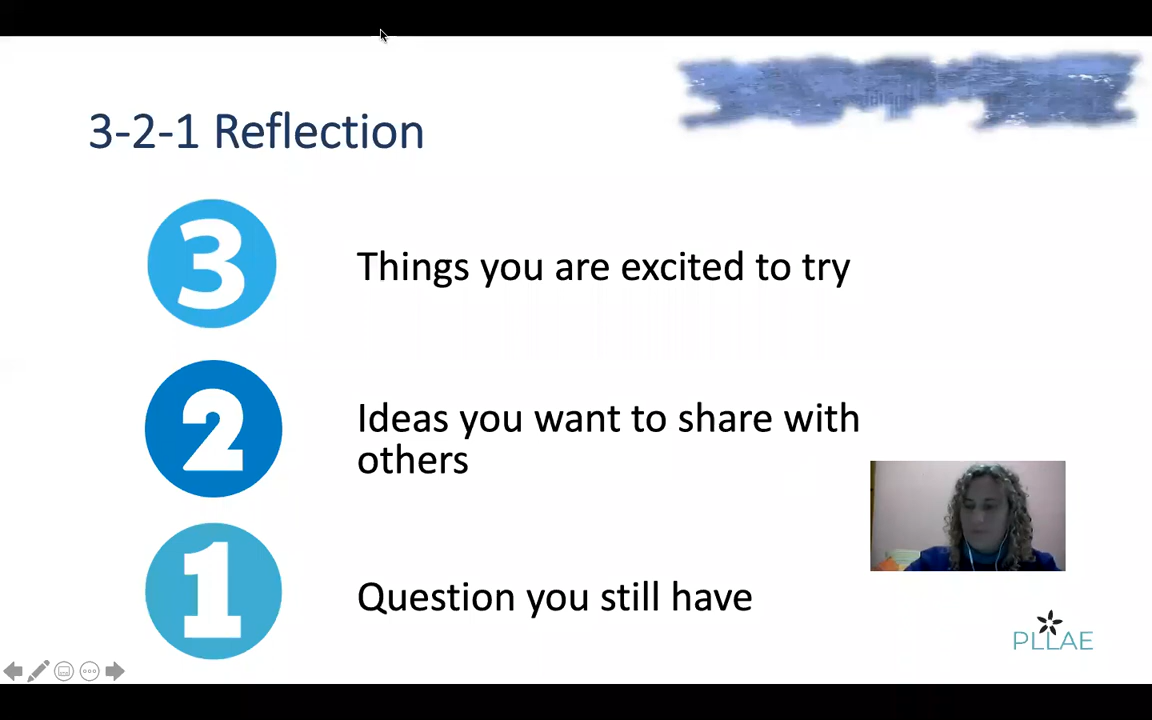 3-2-1 Reflection
3
Things you are excited to try
2
Ideas you want to share with
others
1
Question you still have
PLLAE